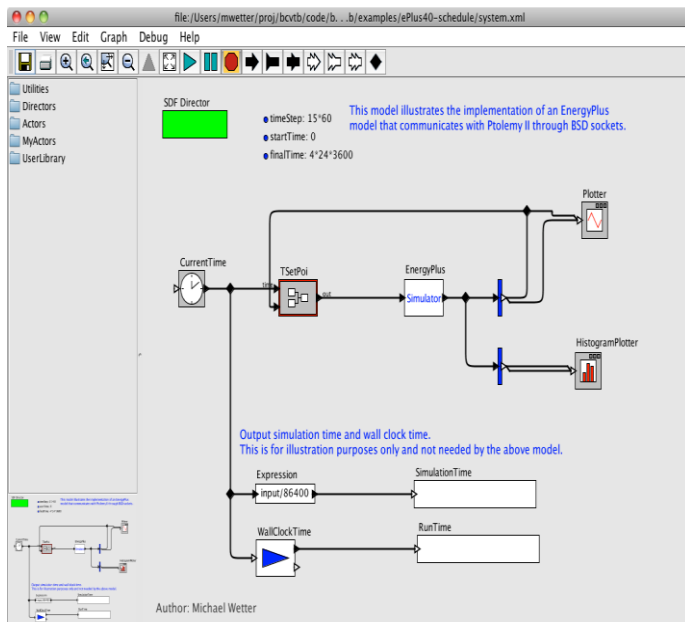 file:/Users/mwetter/proj/bcvtb/code/b...b/examples/ePlus40-schedule/system.xml
File View Edit Graph Debug Help
Utilities
Directors
Actors
MyActors
UserLibrary
SDF Director
timeStep: 15*60
startTime: 0
finalTime: 4*24*3600
This model illustrates the implementation of an EnergyPlus
model that communicates with Ptolemy II through BSD sockets.
Plotter
CurrentTime
TSetPoi
time
out
EnergyPlus
Simulator
HistogramPlotter
Output simulation time and wall clock time.
This is for illustration purposes only and not needed by the above model.
Expression
input/86400
SimulationTime
WallClockTime
RunTime
Author: Michael Wetter